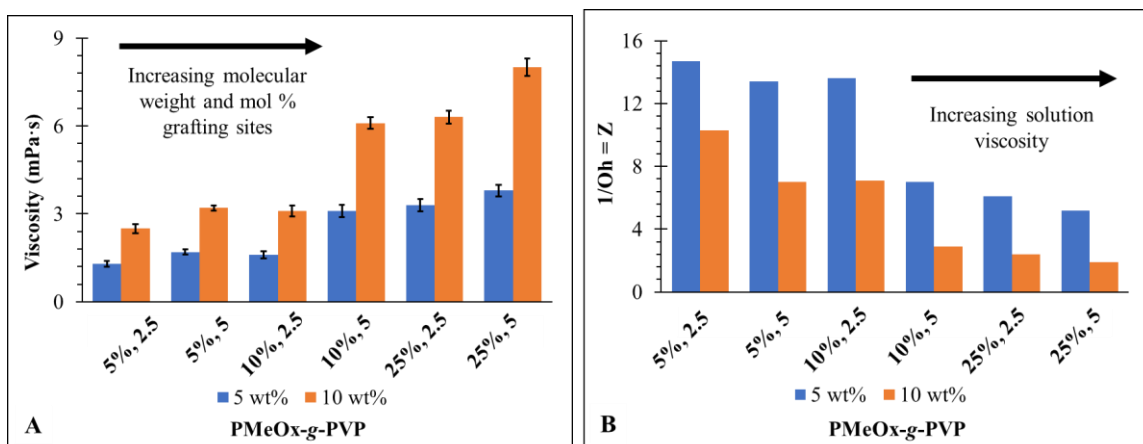 9
6
3
0
Viscosity (mPa·s)
Increasing molecular
weight and mol %
grafting sites
5%, 2.5
5%, 5
10%, 2.5
10%, 5
25%, 2.5
25%, 5
5 wt%
10 wt%
A
PMeOx-g-PVP
16
12
8
4
0
1/Oh = Z
Increasing solution
viscosity
5%, 2.5
5%, 5
10%, 2.5
10%, 5
25%, 2.5
25%, 5
5 wt%
10 wt%
B
PMeOx-g-PVP